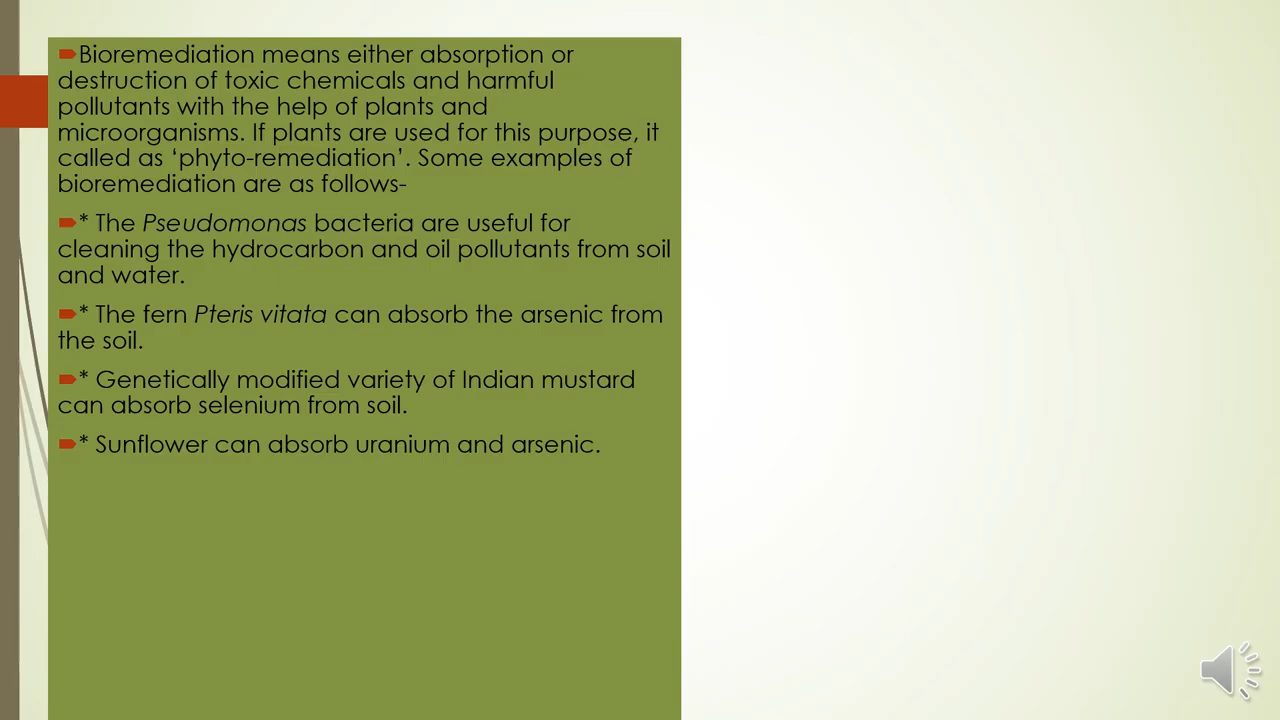 Bioremediation means either absorption or
destruction of toxic chemicals and harmful
pollutants with the help of plants and
microorganisms. If plants are used for this purpose, it
called as ‘phyto-remediation’. Some examples of
bioremediation are as follows-
* The Pseudomonas bacteria are useful for
cleaning the hydrocarbon and oil pollutants from soil
and water.
* The fern Pteris vitata can absorb the arsenic from
the soil.
* Genetically modified variety of Indian mustard
can absorb selenium from soil.
* Sunflower can absorb uranium and arsenic.